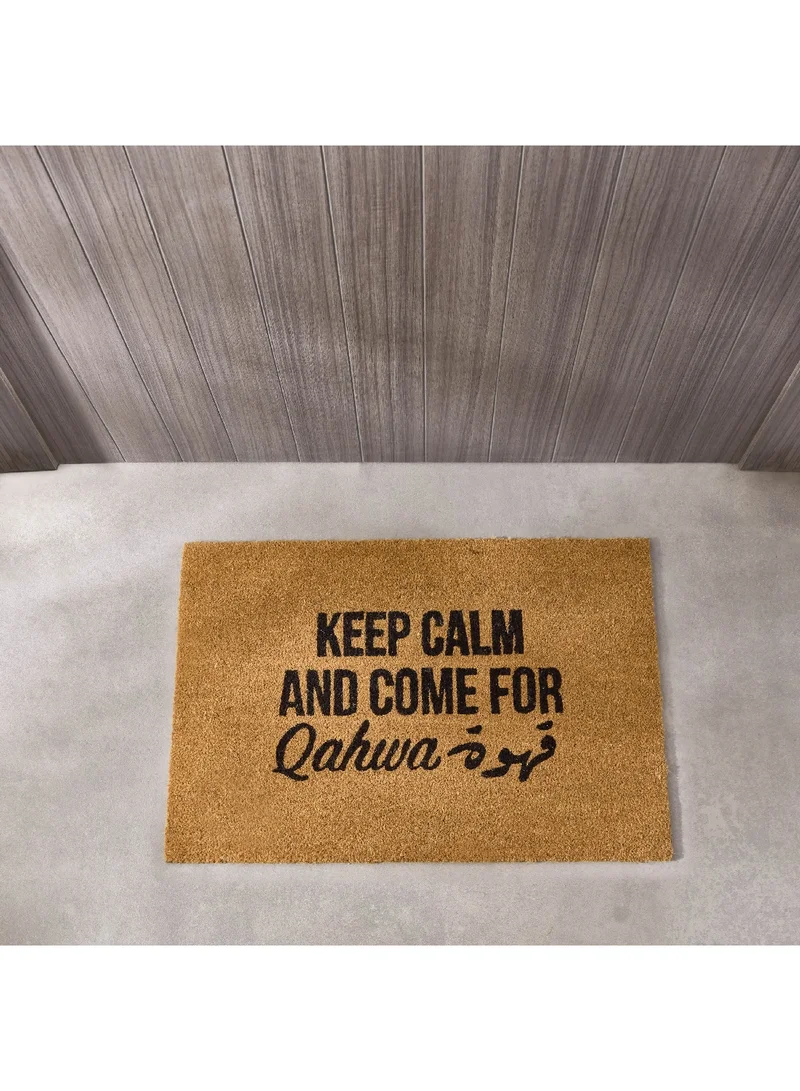 KEEP CALM
AND COME FOR
Qahwa قهوة